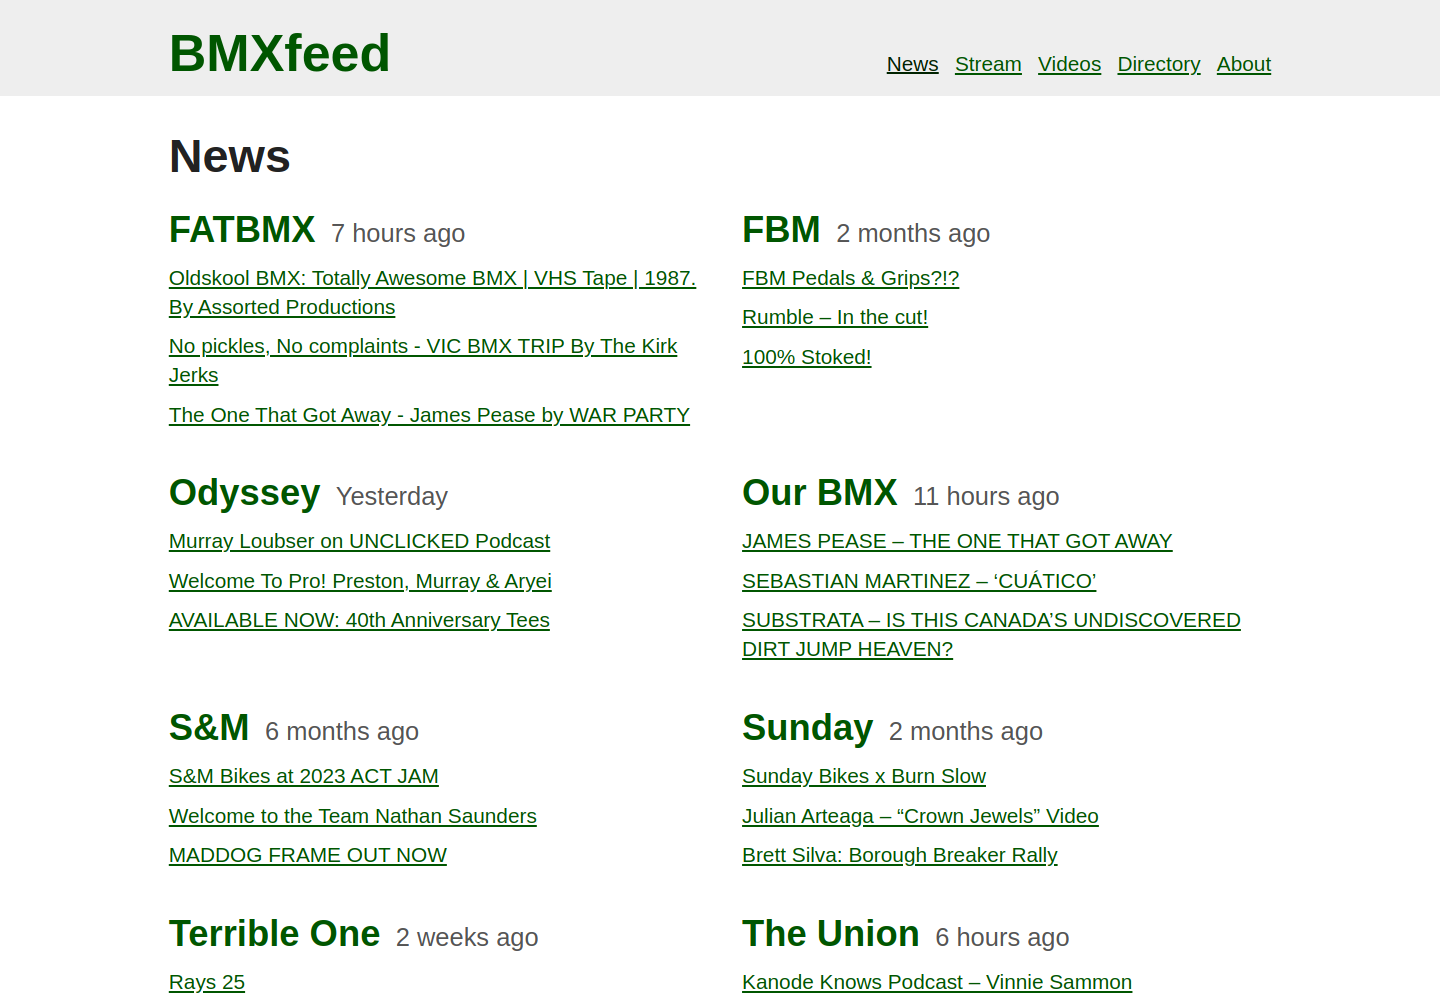 BMXfeed
News Stream Videos Directory About
News
FATBMX 7 hours ago
Oldskool BMX: Totally Awesome BMX | VHS Tape | 1987.
By Assorted Productions
No pickles, No complaints - VIC BMX TRIP By The Kirk
Jerks
The One That Got Away - James Pease by WAR PARTY
FBM 2 months ago
FBM Pedals & Grips?!?
Rumble – In the cut!
100% Stoked!
Odyssey Yesterday
Murray Loubser on UNCLICKED Podcast
Welcome To Pro! Preston, Murray & Aryei
AVAILABLE NOW: 40th Anniversary Tees
Our BMX 11 hours ago
JAMES PEASE – THE ONE THAT GOT AWAY
SEBASTIAN MARTINEZ – ‘CUÁTICO’
SUBSTRATA – IS THIS CANADA’S UNDISCOVERED
DIRT JUMP HEAVEN?
S&M 6 months ago
S&M Bikes at 2023 ACT JAM
Welcome to the Team Nathan Saunders
MADDOG FRAME OUT NOW
Sunday 2 months ago
Sunday Bikes x Burn Slow
Julian Arteaga – “Crown Jewels” Video
Brett Silva: Borough Breaker Rally
Terrible One 2 weeks ago
Rays 25
The Union 6 hours ago
Kanode Knows Podcast – Vinnie Sammon